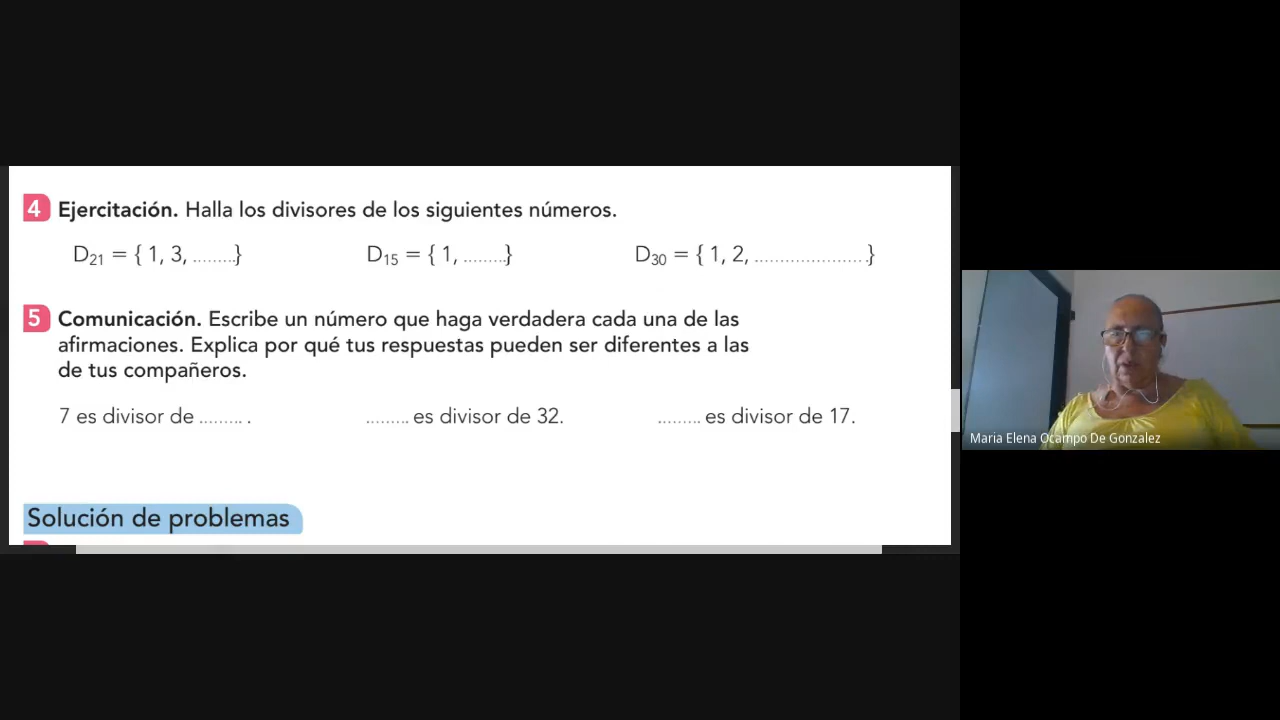 4 Ejercitación. Halla los divisores de los siguientes números.
D21 = { 1, 3, ........} D15 = { 1, ........} D30 = { 1, 2, ......................}
5 Comunicación. Escribe un número que haga verdadera cada una de las
afirmaciones. Explica por qué tus respuestas pueden ser diferentes a las
de tus compañeros.
7 es divisor de ......... . ......... es divisor de 32. ......... es divisor de 17.
Solución de problemas
Maria Elena Ocampo De Gonzalez